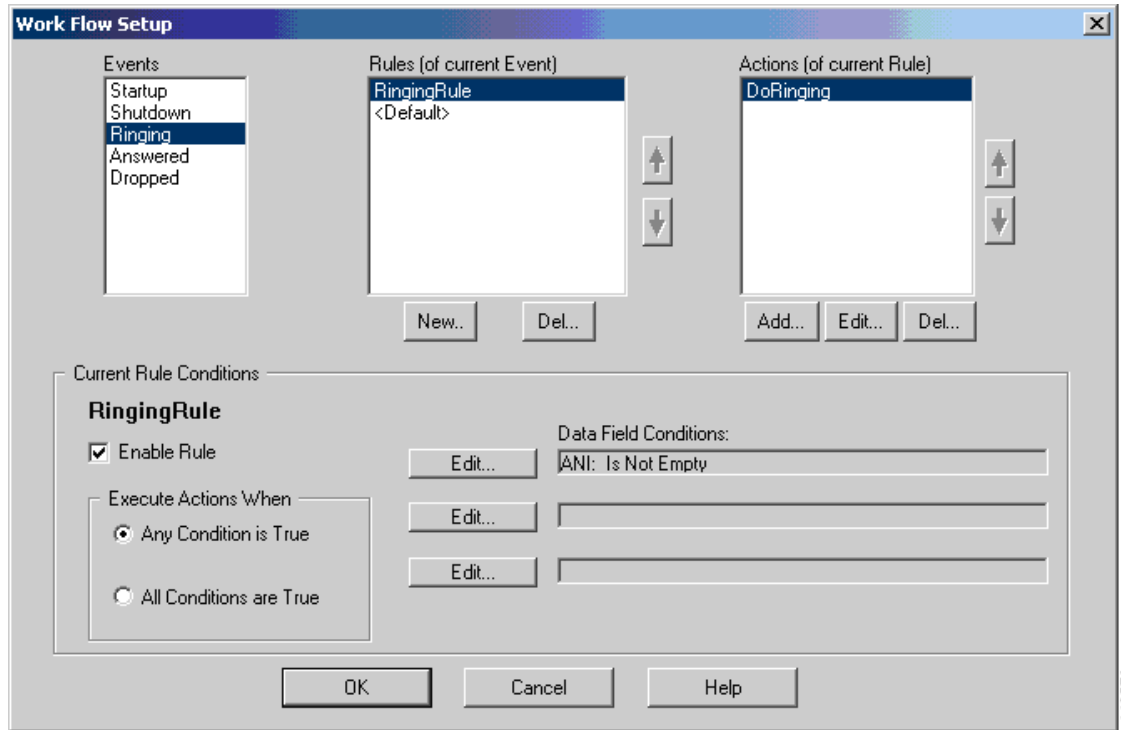 Work Flow Setup
Events
Startup
Shutdown
Ringing
Answered
Dropped
Rules (of current Event)
RingingRule
<Default>
New..
Del...
Actions (of current Rule)
DoRinging
Add...
Edit...
Del...
Current Rule Conditions
RingingRule
Enable Rule
Execute Actions When
Any Condition is True
All Conditions are True
Data Field Conditions:
Edit...
ANI: Is Not Empty
Edit...
Edit...
OK
Cancel
Help